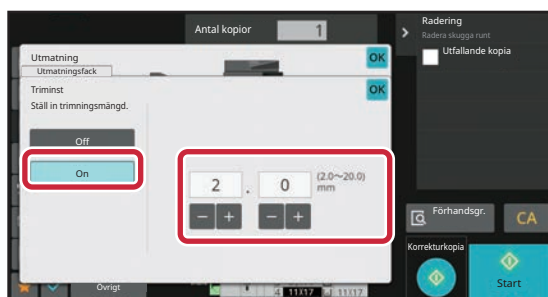 Antal kopior 1
Radering
Radera skugga runt
Utfallande kopia
Utmatning
OK
Utmatningsfack
Triminst
OK
Ställ in trimningsmängd.
Off
On
2 . 0 (2.0~20.0)
mm
− + − +
Förhandsgr.
CA
Korrekturkopia
Start
Övrigt
4 11X17 11X17